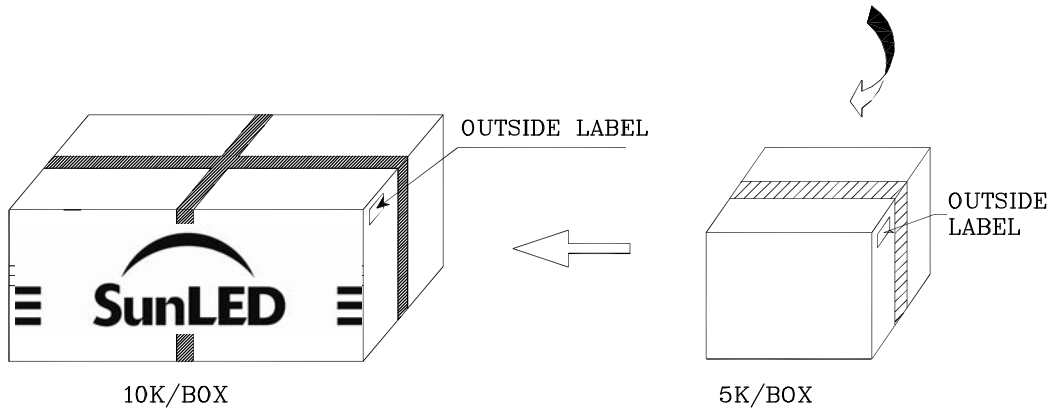 OUTSIDE LABEL
OUTSIDE
LABEL
SunLED
10K/BOX
5K/BOX